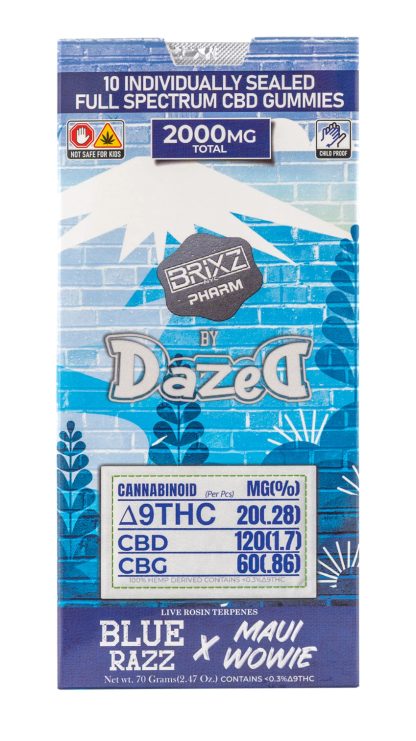 10 INDIVIDUALLY SEALED
FULL SPECTRUM CBD GUMMIES
2000MG
TOTAL
NOT SAFE FOR KIDS
CHILD PROOF
BRIXZ
PHARM
BY
DazeD
CANNABINOID (Per Pcs) MG(%)
Δ9THC 20(.28)
CBD 120(1.7)
CBG 60(.86)
100% HEMP DERIVED CONTAINS <0.3%Δ9THC
LIVE ROSIN TERPENES
BLUE RAZZ X MAUI WOWIE
Net wt. 70 Grams(2.47 Oz.) CONTAINS <0.3%Δ9THC